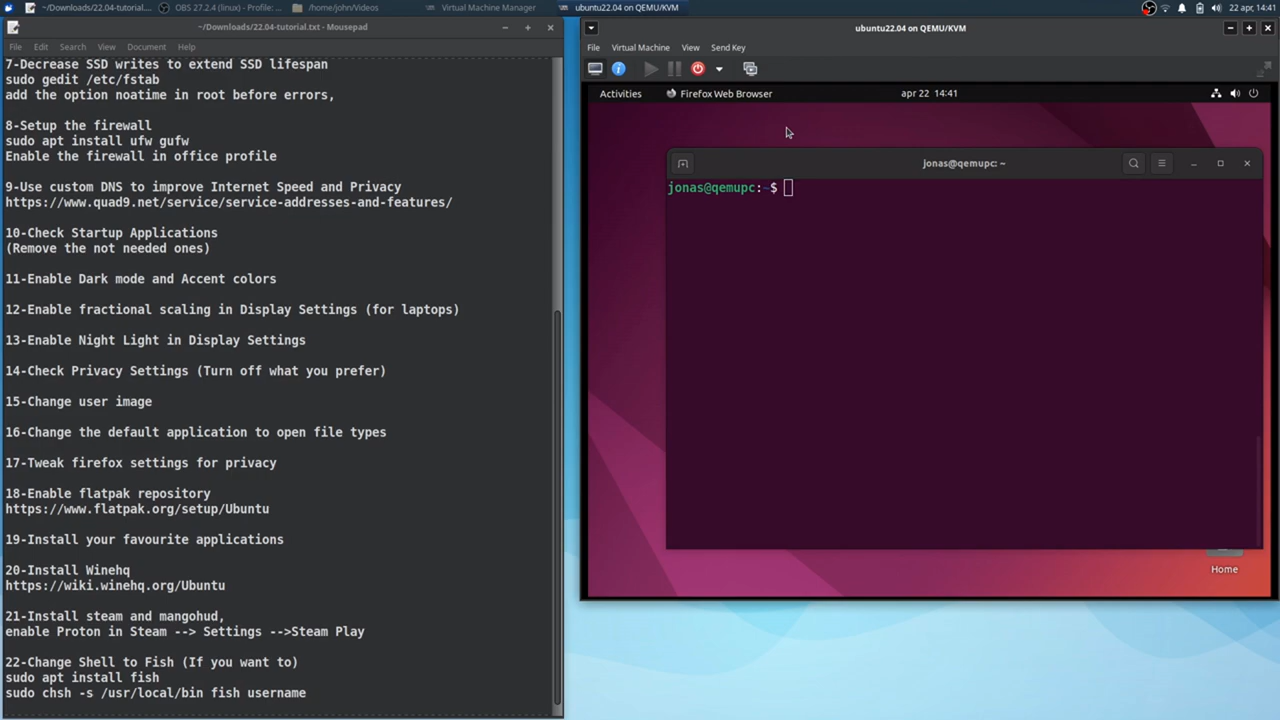 ~/Downloads/22.04-tutorial....
OBS 27.2.4 (linux) - Profile: ...
/home/john/Videos
Virtual Machine Manager
ubuntu22.04 on QEMU/KVM
22 apr, 14:41
~/Downloads/22.04-tutorial.txt - Mousepad
File Edit Search View Document Help
7-Decrease SSD writes to extend SSD lifespan
sudo gedit /etc/fstab
add the option noatime in root before errors,
8-Setup the firewall
sudo apt install ufw gufw
Enable the firewall in office profile
9-Use custom DNS to improve Internet Speed and Privacy
https://www.quad9.net/service/service-addresses-and-features/
10-Check Startup Applications
(Remove the not needed ones)
11-Enable Dark mode and Accent colors
12-Enable fractional scaling in Display Settings (for laptops)
13-Enable Night Light in Display Settings
14-Check Privacy Settings (Turn off what you prefer)
15-Change user image
16-Change the default application to open file types
17-Tweak firefox settings for privacy
18-Enable flatpak repository
https://www.flatpak.org/setup/Ubuntu
19-Install your favourite applications
20-Install Winehq
https://wiki.winehq.org/Ubuntu
21-Install steam and mangohud,
enable Proton in Steam --> Settings -->Steam Play
22-Change Shell to Fish (If you want to)
sudo apt install fish
sudo chsh -s /usr/local/bin fish username
ubuntu22.04 on QEMU/KVM
File Virtual Machine View Send Key
Activities Firefox Web Browser apr 22 14:41
jonas@qemupc: ~
jonas@qemupc:~$
Home